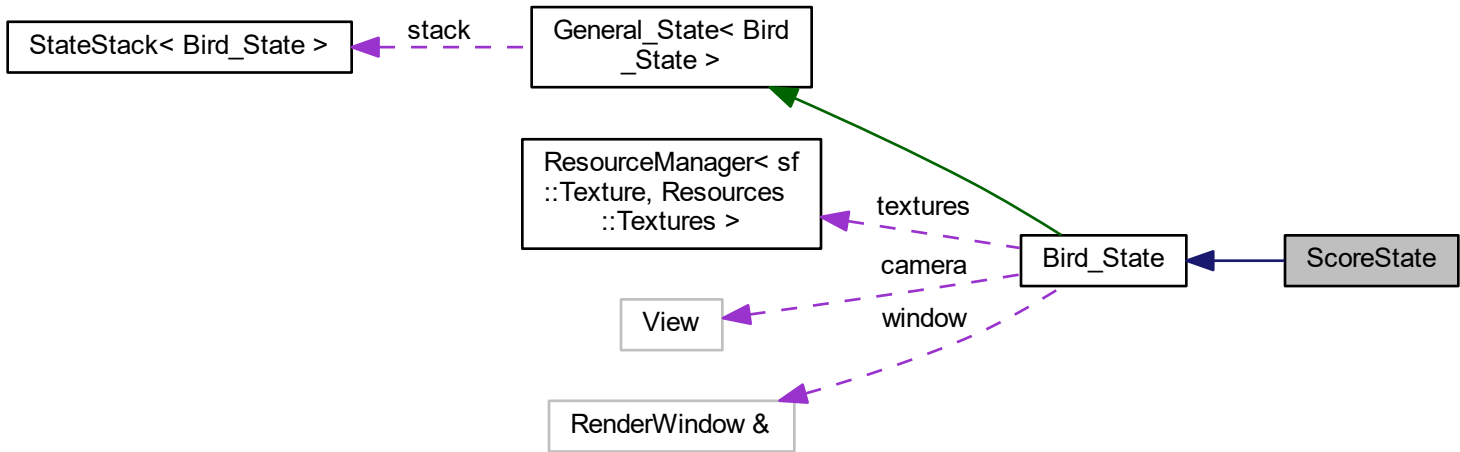 StateStack< Bird_State >
stack
General_State< Bird
_State >
ResourceManager< sf
::Texture, Resources
::Textures >
textures
camera
window
View
RenderWindow &
Bird_State
ScoreState